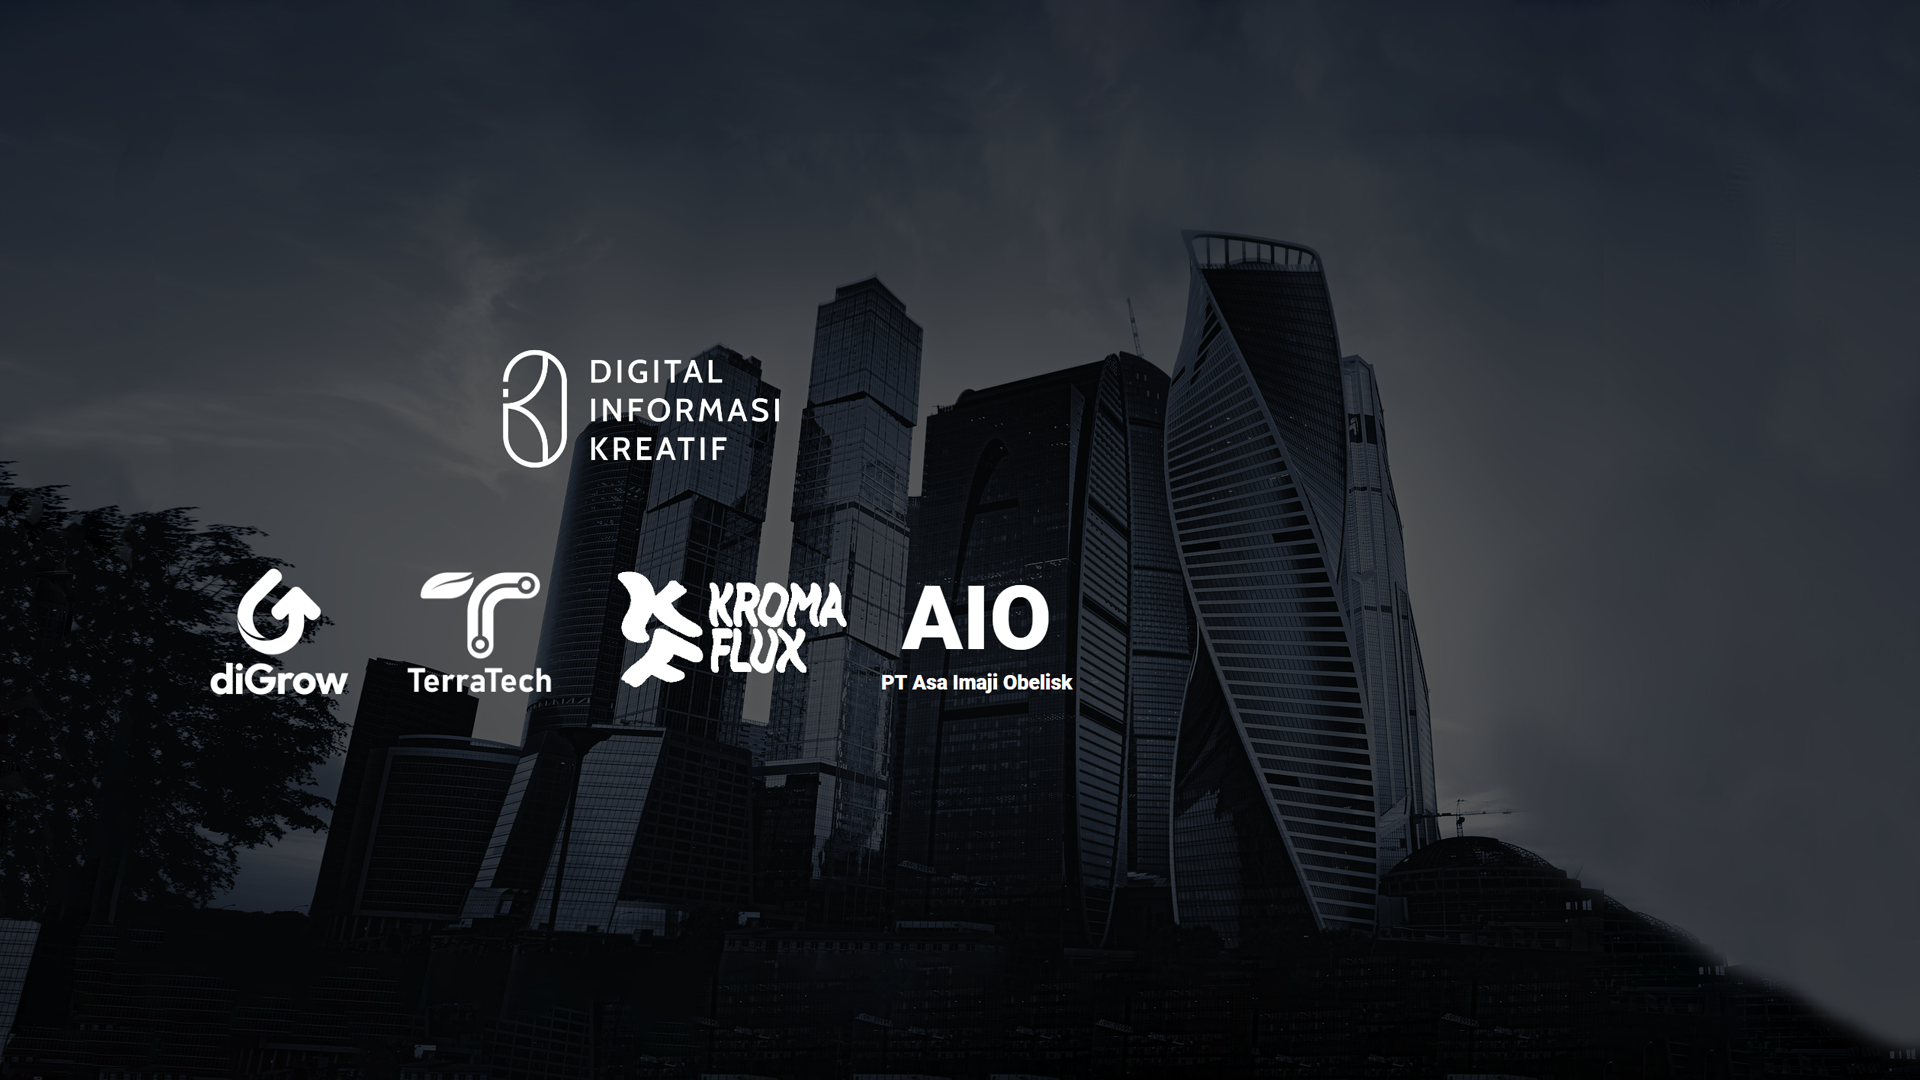 DIGITAL
INFORMASI
KREATIF
diGrow
TerraTech
KROMA
FLUX
AIO
PT Asa Imaji Obelisk